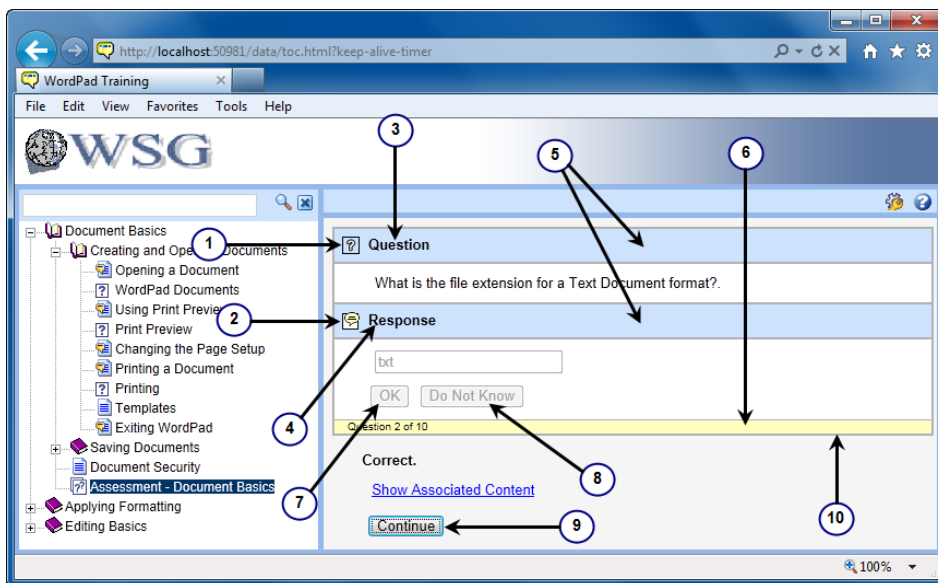 http://localhost:50981/data/toc.html?keep-alive-timer
WordPad Training
File Edit View Favorites Tools Help
WSG
3
5
6
Document Basics
Creating and Ope Documents
1
Opening a Document
WordPad Documents
Using Print Preview
2
Print Preview
Changing the Page Setup
Printing a Document
Printing
Templates
4
Exiting WordPad
Saving Documents
Document Security
Assessment - Document Basics
Applying Formatting
Editing Basics
Question
What is the file extension for a Text Document format?.
Response
txt
OK Do Not Know
Question 2 of 10
Correct.
7
8
Show Associated Content
Continue
9
10
100%